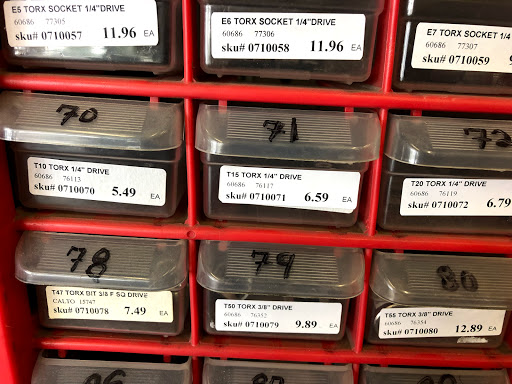 E5 TORX SOCKET 1/4"DRIVE
60686 77305
sku# 0710057 11.96 EA
E6 TORX SOCKET 1/4"DRIVE
60686 77306
sku# 0710058 11.96 EA
E7 TORX SOCKET 1/4
60686 77307
sku# 0710059
70
T10 TORX 1/4" DRIVE
60686 76113
sku# 0710070 5.49 EA
71
T15 TORX 1/4" DRIVE
60686 76117
sku# 0710071 6.59 EA
72
T20 TORX 1/4" DRIVE
60686 76119
sku# 0710072 6.79
78
T47 TORX BIT 3/8 F SQ DRIVE
CALTO 15747
sku# 0710078 7.49 EA
79
T50 TORX 3/8" DRIVE
60686 76352
sku# 0710079 9.89 EA
80
T55 TORX 3/8" DRIVE
60686 76354
sku# 0710080 12.89 EA